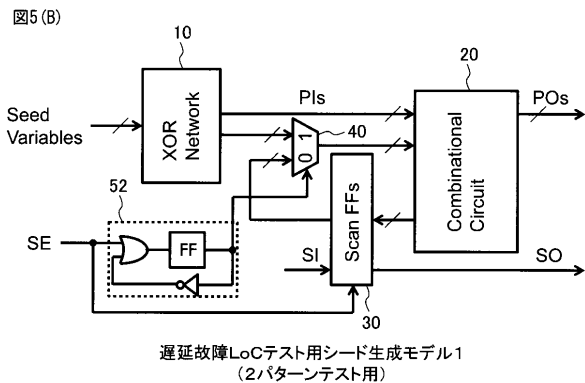 図5(B)
10
20
XOR Network
PIs
POs
Seed Variables
40
0 1
Combinational Circuit
Scan FFs
52
SE
FF
SI
SO
30
遅延故障LoCテスト用シード生成モデル1
(2パターンテスト用)